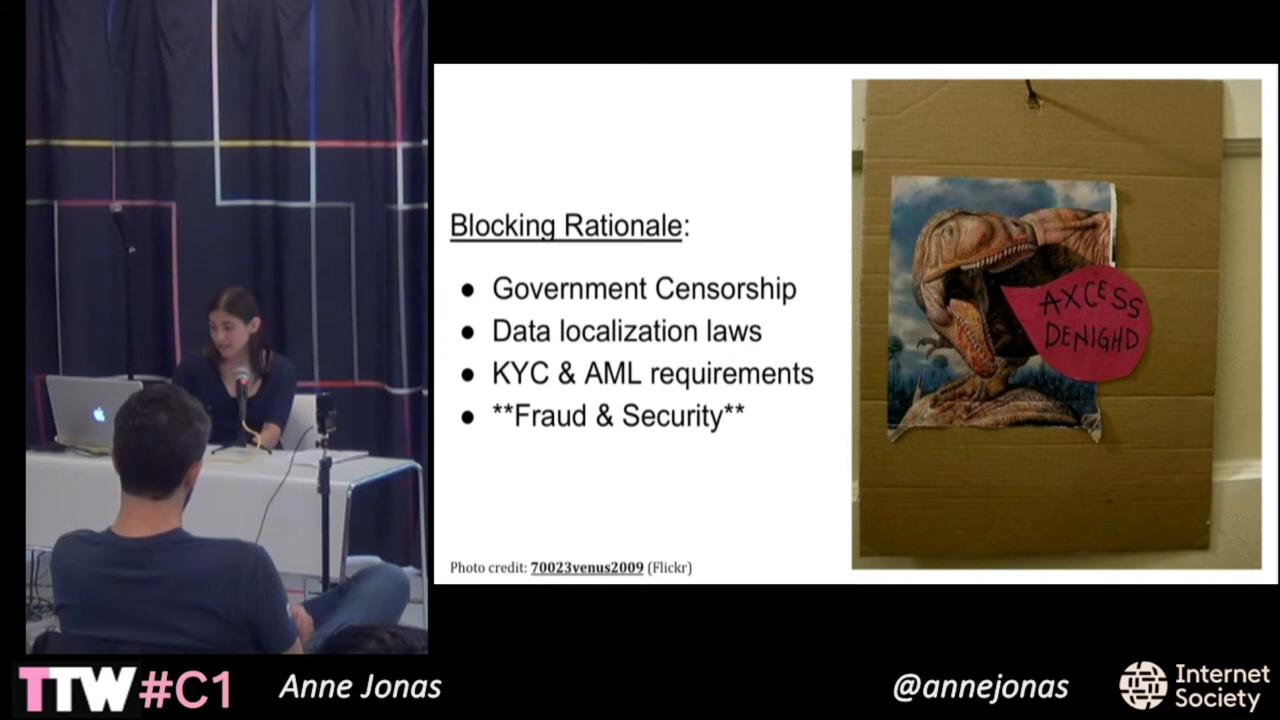 Blocking Rationale:
● Government Censorship
● Data localization laws
● KYC & AML requirements
● **Fraud & Security**
AXCESS
DENIGHD
Photo credit: 70023venus2009 (Flickr)
TTW#C1
Anne Jonas
@annejonas
Internet
Society